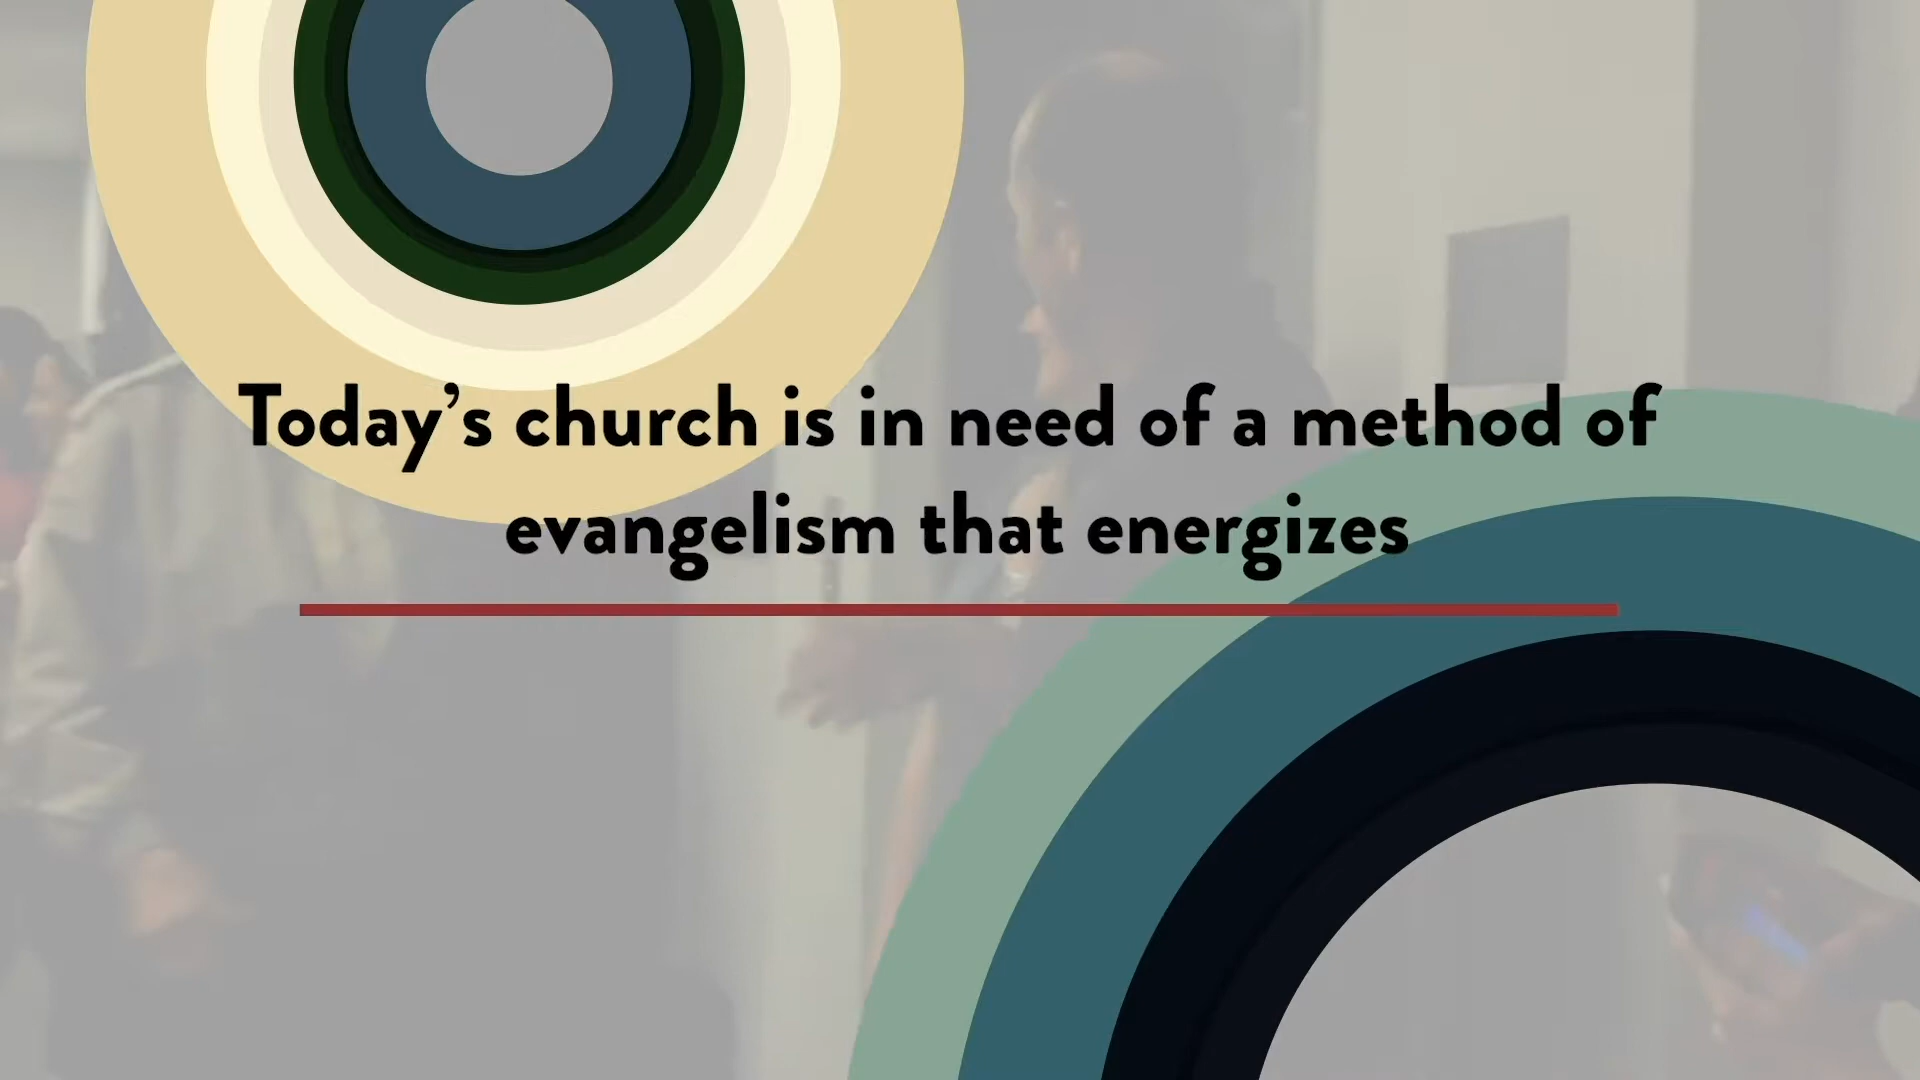 Today’s church is in need of a method of
evangelism that energizes